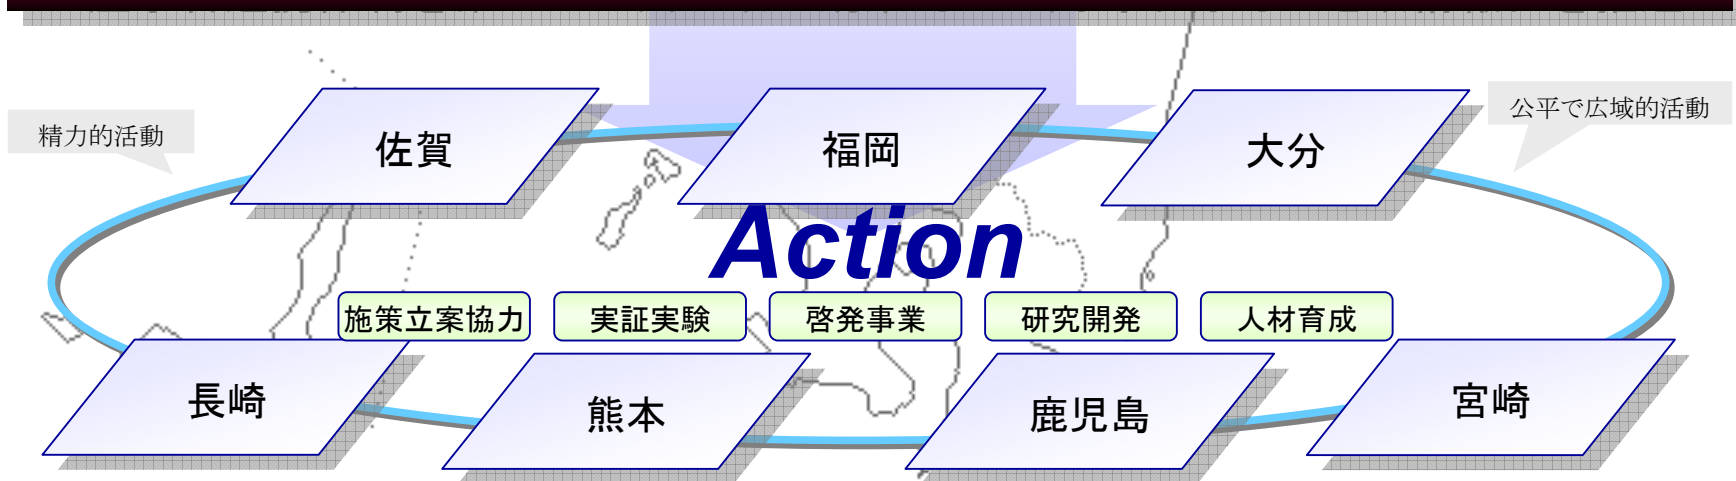 精力的活動
公平で広域的活動
佐賀
福岡
大分
Action
施策立案協力
実証実験
啓発事業
研究開発
人材育成
長崎
熊本
鹿児島
宮崎